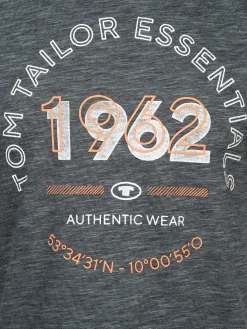 TOM TAILOR ESSENTIALS
1962
T
AUTHENTIC WEAR
53°34'31'N - 10°00'55'O